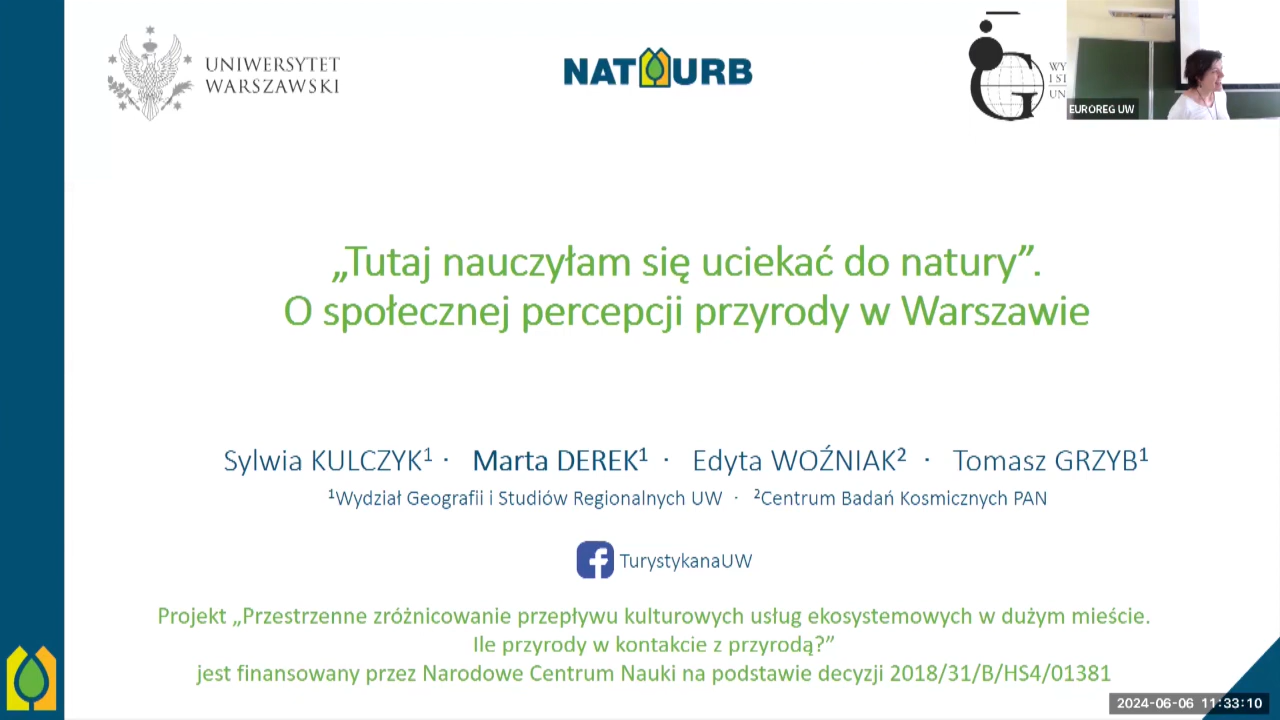 UNIWERSYTET
WARSZAWSKI
NATURB
WY
I SI
UN
EUROREG UW
„Tutaj nauczyłam się uciekać do natury”.
O społecznej percepcji przyrody w Warszawie
Sylwia KULCZYK¹ · Marta DEREK¹ · Edyta WOŹNIAK² · Tomasz GRZYB¹
¹Wydział Geografii i Studiów Regionalnych UW · ²Centrum Badań Kosmicznych PAN
TurystykanaUW
Projekt „Przestrzenne zróżnicowanie przepływu kulturowych usług ekosystemowych w dużym mieście.
Ile przyrody w kontakcie z przyrodą?”
jest finansowany przez Narodowe Centrum Nauki na podstawie decyzji 2018/31/B/HS4/01381
2024-06-06 11:33:10